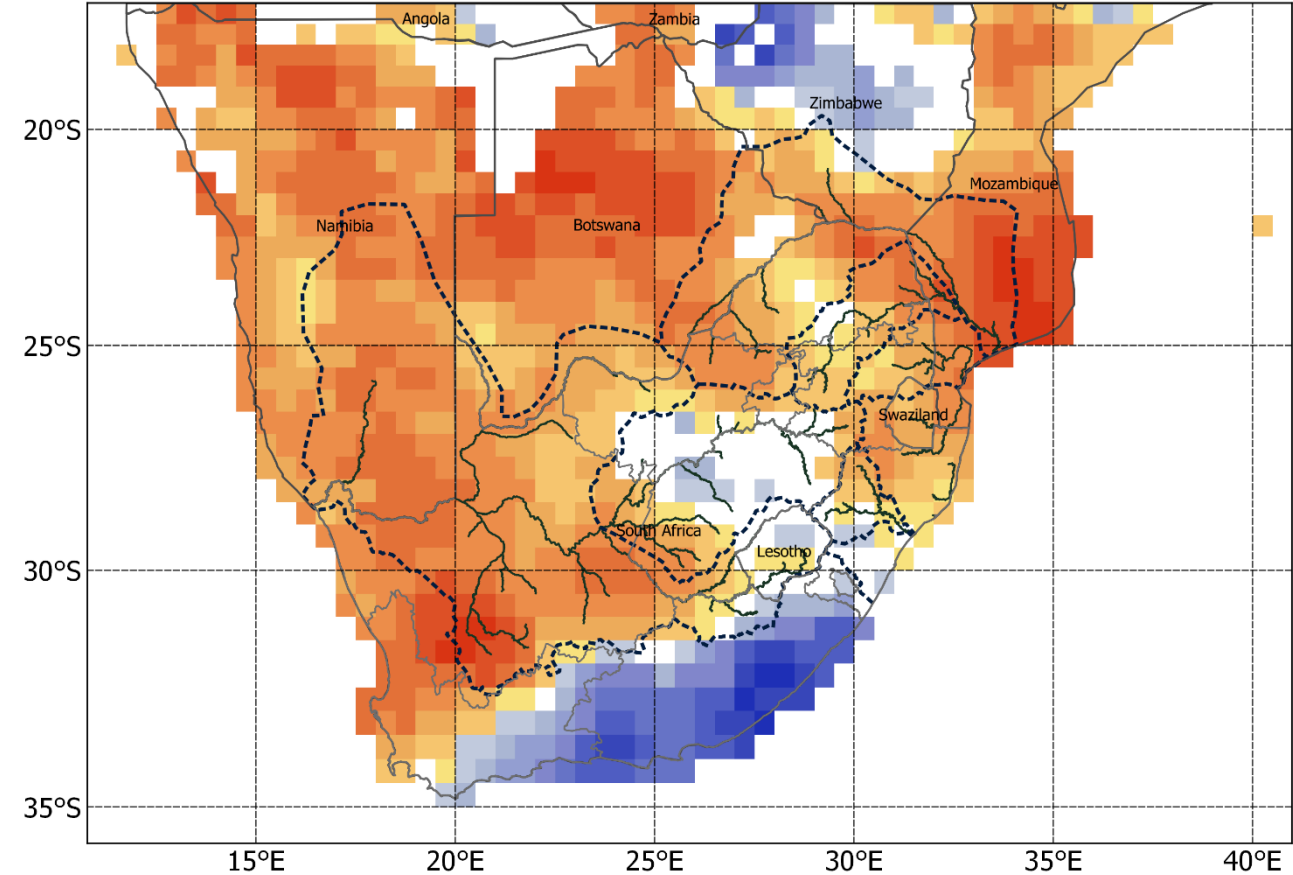 Angola
Zambia
Zimbabwe
20°S
Mozambique
Namibia
Botswana
25°S
Swaziland
South Africa
Lesotho
30°S
35°S
15°E
20°E
25°E
30°E
35°E
40°E